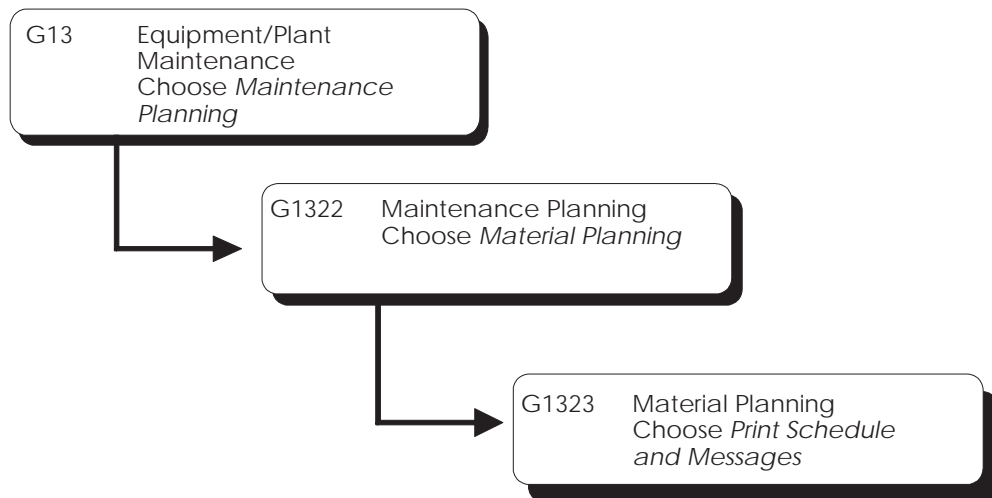 G13 Equipment/Plant
Maintenance
Choose Maintenance
Planning
G1322 Maintenance Planning
Choose Material Planning
G1323 Material Planning
Choose Print Schedule
and Messages